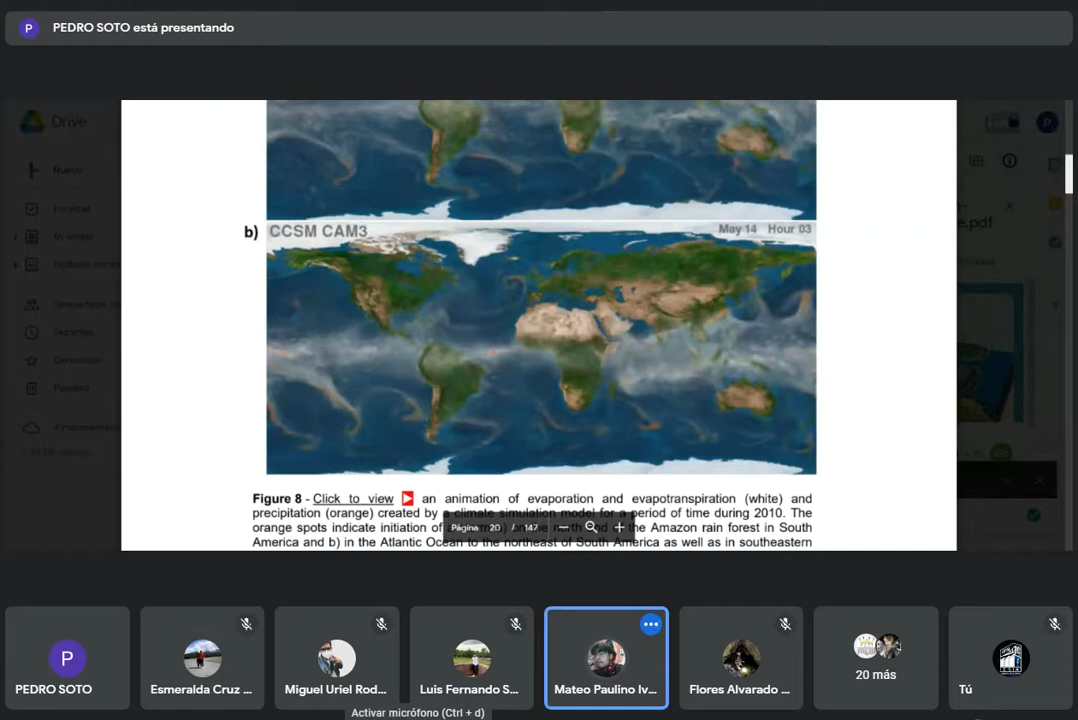 P PEDRO SOTO está presentando
Drive
P
Nuevo
e.pdf
b) CCSM CAM3 May 14 Hour 03
Figure 8 - Click to view an animation of evaporation and evapotranspiration (white) and
precipitation (orange) created by a climate simulation model for a period of time during 2010. The
orange spots indicate initiation of the Amazon rain forest in South
Página 20 / 147
America and b) in the Atlantic Ocean to the northeast of South America as well as in southeastern
P
PEDRO SOTO
Esmeralda Cruz ...
Miguel Uriel Rod...
Luis Fernando S...
Mateo Paulino Iv...
Flores Alvarado ...
20 más
Tú
Activar micrófono (Ctrl + d)